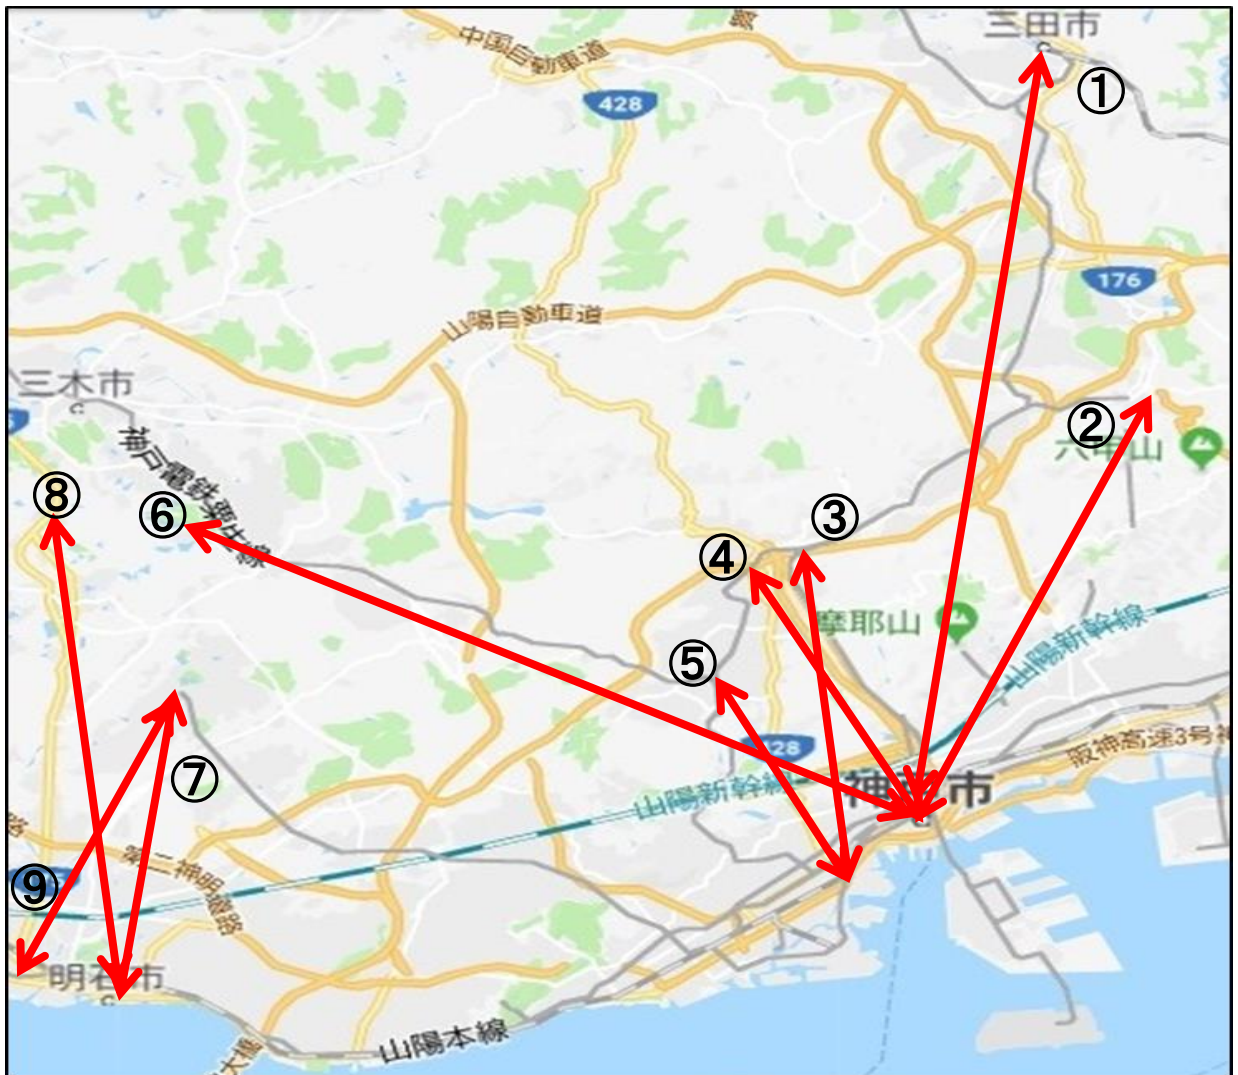 三田市
中国自動車道
①
428
176
山陽自動車道
三木市
②
六甲山
神戸電鉄粟生線
⑧
⑥
③
④
摩耶山
⑤
山陽新幹線
⑦
428
山陽新幹線
神戸市
阪神高速3号神
第二神明道路
⑨
明石市
山陽本線
大橋